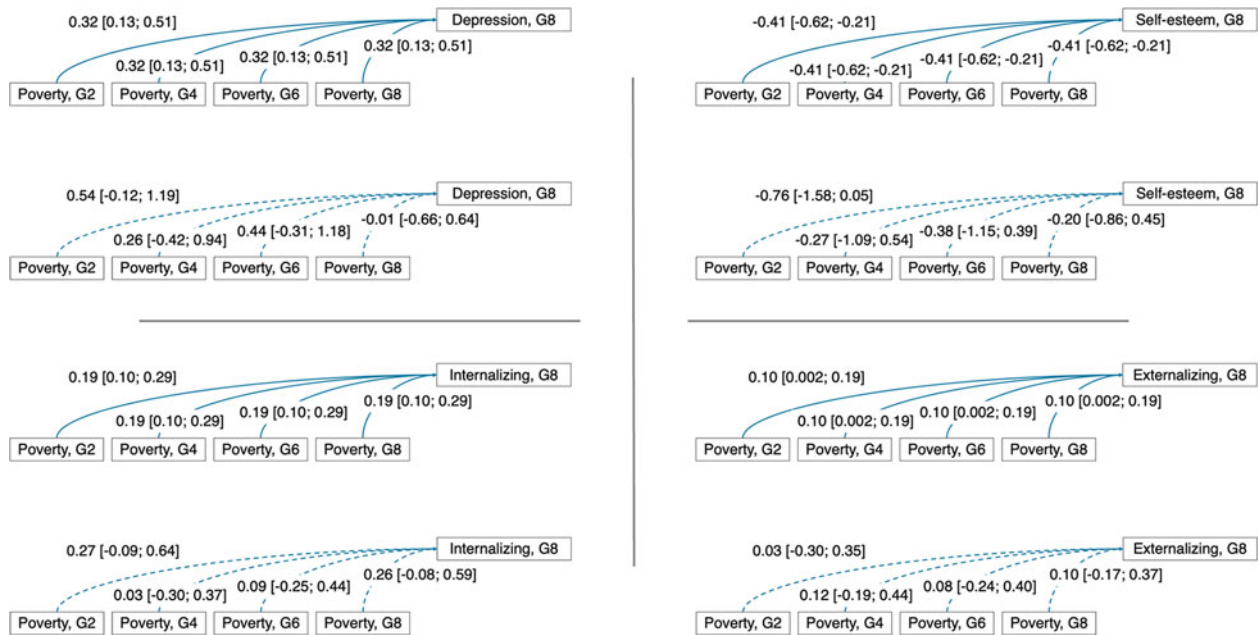 0.32 [0.13; 0.51]
Depression, G8
0.32 [0.13; 0.51]
0.32 [0.13; 0.51]
0.32 [0.13; 0.51]
Poverty, G2
Poverty, G4
Poverty, G6
Poverty, G8
-0.41 [-0.62; -0.21]
Self-esteem, G8
-0.41 [-0.62; -0.21]
-0.41 [-0.62; -0.21]
-0.41 [-0.62; -0.21]
Poverty, G2
Poverty, G4
Poverty, G6
Poverty, G8
0.54 [-0.12; 1.19]
Depression, G8
-0.01 [-0.66; 0.64]
0.44 [-0.31; 1.18]
0.26 [-0.42; 0.94]
Poverty, G2
Poverty, G4
Poverty, G6
Poverty, G8
-0.76 [-1.58; 0.05]
Self-esteem, G8
-0.20 [-0.86; 0.45]
-0.38 [-1.15; 0.39]
-0.27 [-1.09; 0.54]
Poverty, G2
Poverty, G4
Poverty, G6
Poverty, G8
0.19 [0.10; 0.29]
Internalizing, G8
0.19 [0.10; 0.29]
0.19 [0.10; 0.29]
0.19 [0.10; 0.29]
Poverty, G2
Poverty, G4
Poverty, G6
Poverty, G8
0.10 [0.002; 0.19]
Externalizing, G8
0.10 [0.002; 0.19]
0.10 [0.002; 0.19]
0.10 [0.002; 0.19]
Poverty, G2
Poverty, G4
Poverty, G6
Poverty, G8
0.27 [-0.09; 0.64]
Internalizing, G8
0.26 [-0.08; 0.59]
0.09 [-0.25; 0.44]
0.03 [-0.30; 0.37]
Poverty, G2
Poverty, G4
Poverty, G6
Poverty, G8
0.03 [-0.30; 0.35]
Externalizing, G8
0.10 [-0.17; 0.37]
0.08 [-0.24; 0.40]
0.12 [-0.19; 0.44]
Poverty, G2
Poverty, G4
Poverty, G6
Poverty, G8